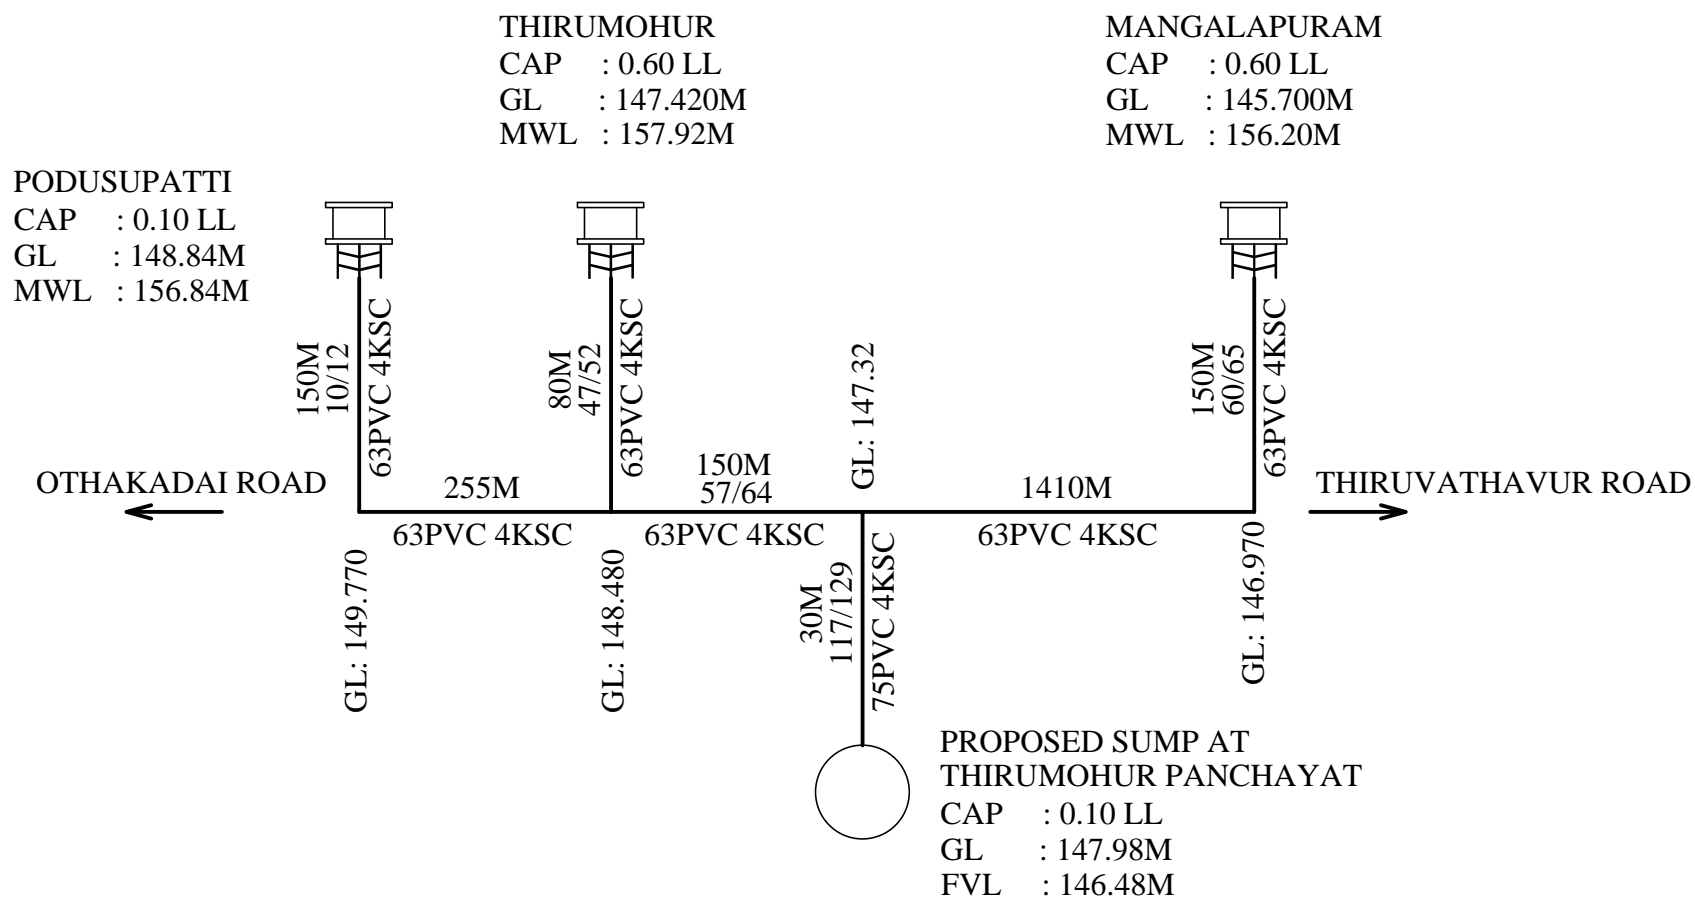 THIRUMOHUR
CAP : 0.60 LL
GL : 147.420M
MWL : 157.92M
MANGALAPURAM
CAP : 0.60 LL
GL : 145.700M
MWL : 156.20M
PODUSUPATTI
CAP : 0.10 LL
GL : 148.84M
MWL : 156.84M
150M
10/12
63PVC 4KSC
80M
47/52
63PVC 4KSC
GL: 147.32
150M
60/65
63PVC 4KSC
OTHAKADAI ROAD
255M
63PVC 4KSC
150M
57/64
63PVC 4KSC
1410M
63PVC 4KSC
THIRUVATHAVUR ROAD
GL: 149.770
GL: 148.480
30M
117/129
75PVC 4KSC
GL: 146.970
PROPOSED SUMP AT
THIRUMOHUR PANCHAYAT
CAP : 0.10 LL
GL : 147.98M
FVL : 146.48M